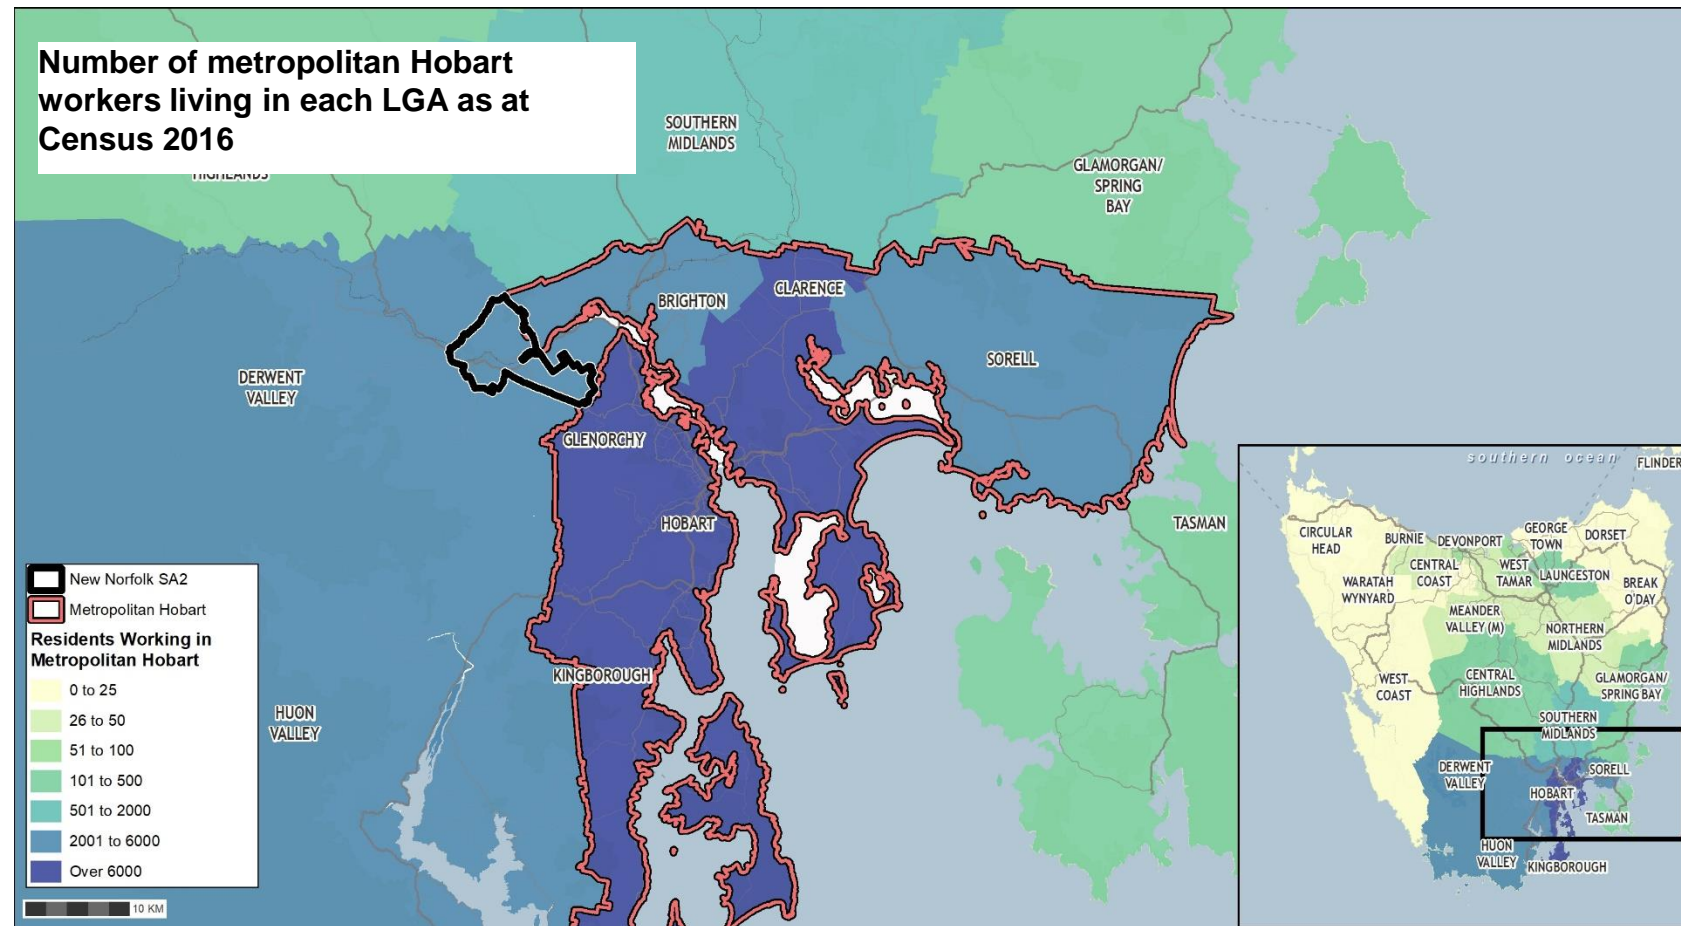 Number of metropolitan Hobart
workers living in each LGA as at
Census 2016
HIGHLANDS
SOUTHERN
MIDLANDS
GLAMORGAN/
SPRING
BAY
BRIGHTON
CLARENCE
SORELL
DERWENT
VALLEY
GLENORCHY
HOBART
TASMAN
KINGBOROUGH
HUON
VALLEY
New Norfolk SA2
Metropolitan Hobart
Residents Working in
Metropolitan Hobart
0 to 25
26 to 50
51 to 100
101 to 500
501 to 2000
2001 to 6000
Over 6000
10 KM
southern ocean
FLINDER
CIRCULAR
HEAD
BURNIE
DEVONPORT
GEORGE
TOWN
DORSET
CENTRAL
COAST
WEST
TAMAR
LAUNCESTON
WARATAH
WYNYARD
BREAK
O'DAY
MEANDER
VALLEY (M)
NORTHERN
MIDLANDS
WEST
COAST
CENTRAL
HIGHLANDS
GLAMORGAN/
SPRING BAY
SOUTHERN
MIDLANDS
DERWENT
VALLEY
SORELL
HOBART
TASMAN
HUON
VALLEY
KINGBOROUGH